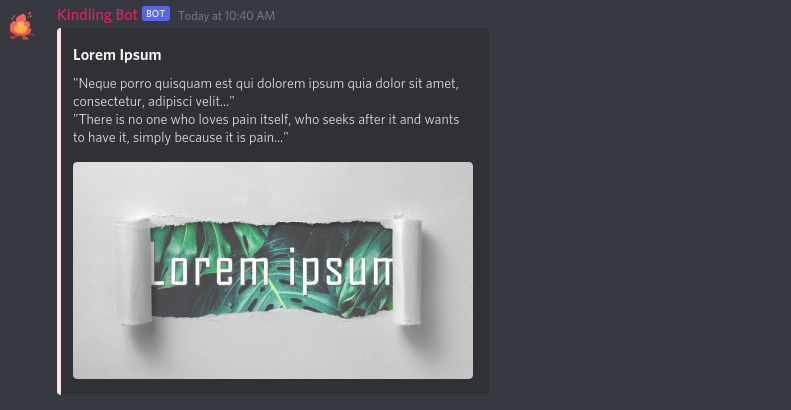 Kindling Bot BOT Today at 10:40 AM
Lorem Ipsum
"Neque porro quisquam est qui dolorem ipsum quia dolor sit amet,
consectetur, adipisci velit..."
"There is no one who loves pain itself, who seeks after it and wants
to have it, simply because it is pain..."
Lorem ipsum